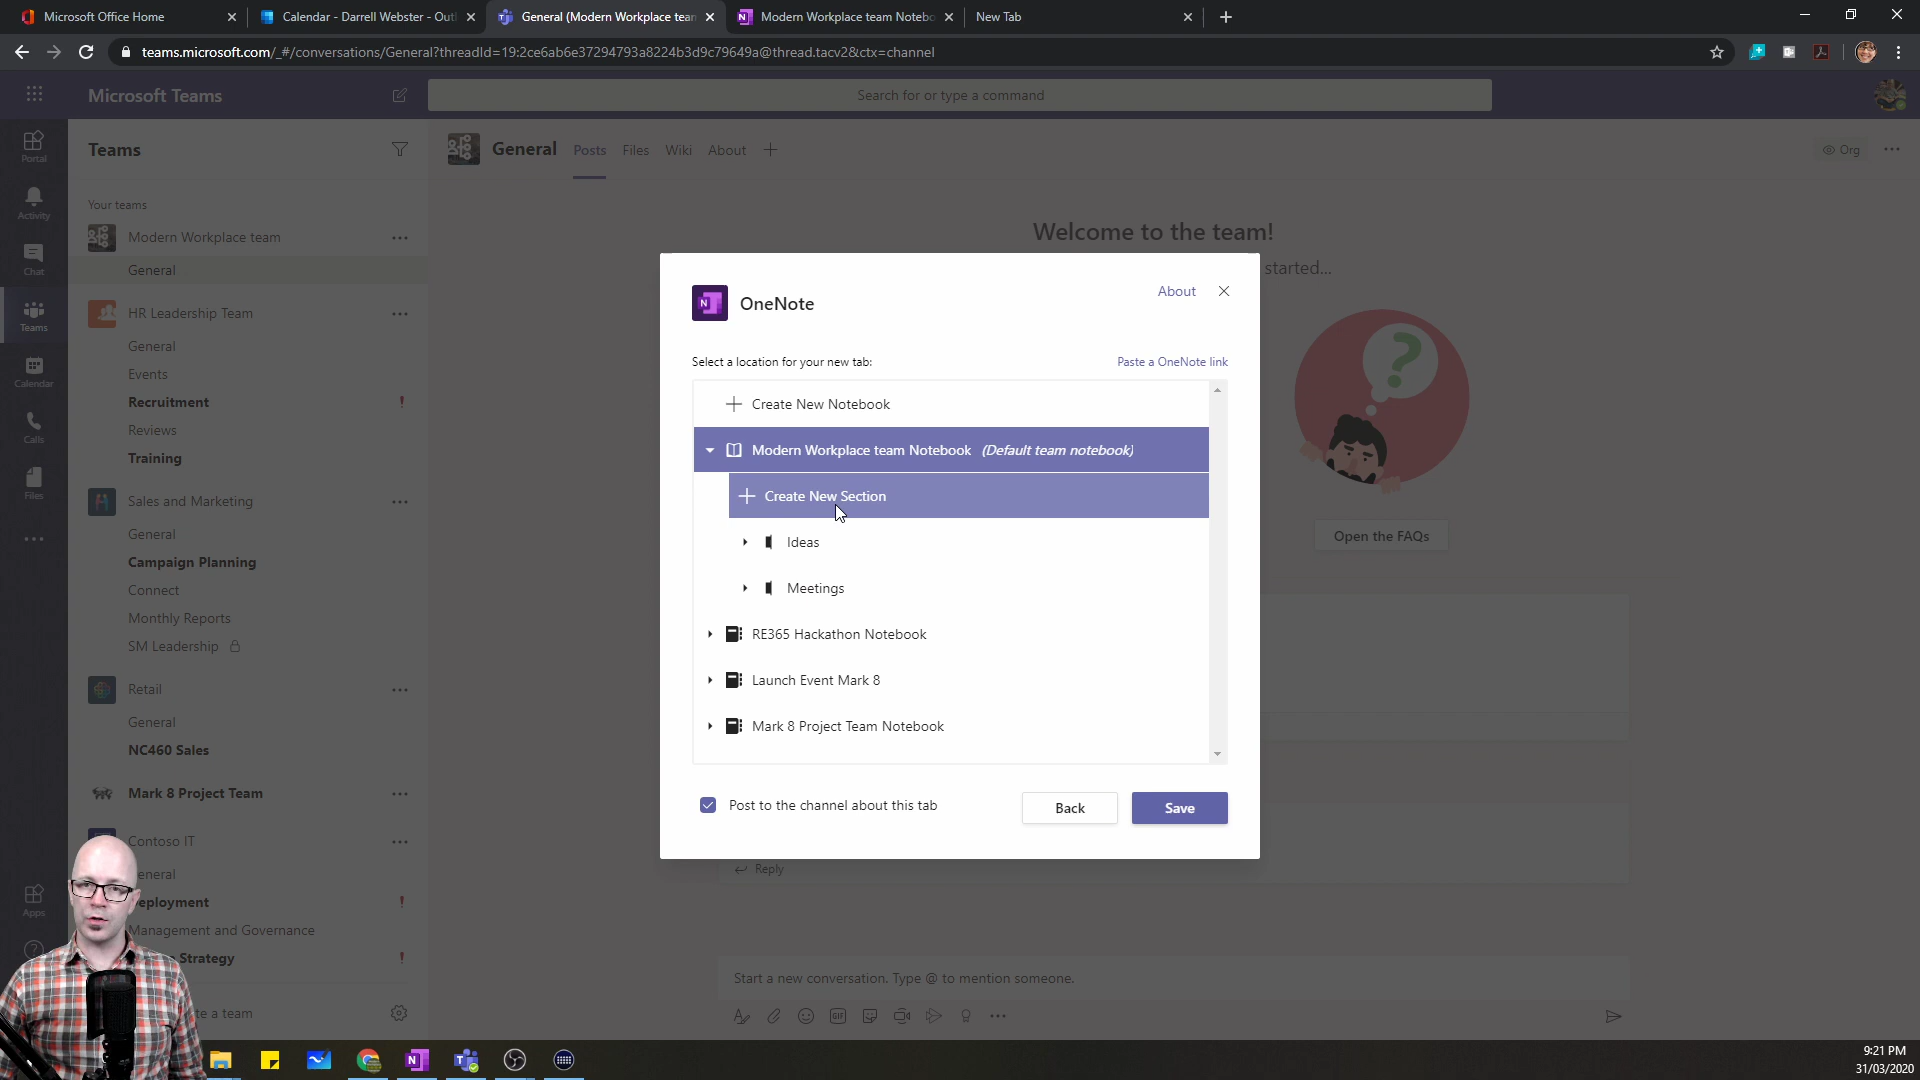 Microsoft Office Home
Calendar - Darrell Webster - Out
General (Modern Workplace tea
Modern Workplace team Notebo
New Tab
teams.microsoft.com/_#/conversations/General?threadId=19:2ce6ab6e37294793a8224b3d9c79649a@thread.tacv2&ctx=channel
Microsoft Teams
Search for or type a command
Portal
Activity
Chat
Teams
Calendar
Calls
Files
Apps
Teams
Your teams
Modern Workplace team
General
HR Leadership Team
General
Events
Recruitment
Reviews
Training
Sales and Marketing
General
Campaign Planning
Connect
Monthly Reports
SM Leadership
Retail
General
NC460 Sales
Mark 8 Project Team
Contoso IT
eneral
eployment
Management and Governance
Strategy
te a team
General
Posts
Files
Wiki
About
Org
Welcome to the team!
started...
Open the FAQs
OneNote
About
Select a location for your new tab:
Paste a OneNote link
Create New Notebook
Modern Workplace team Notebook (Default team notebook)
Create New Section
Ideas
Meetings
RE365 Hackathon Notebook
Launch Event Mark 8
Mark 8 Project Team Notebook
Post to the channel about this tab
Back
Save
Reply
Start a new conversation. Type @ to mention someone.
GIF
9:21 PM
31/03/2020